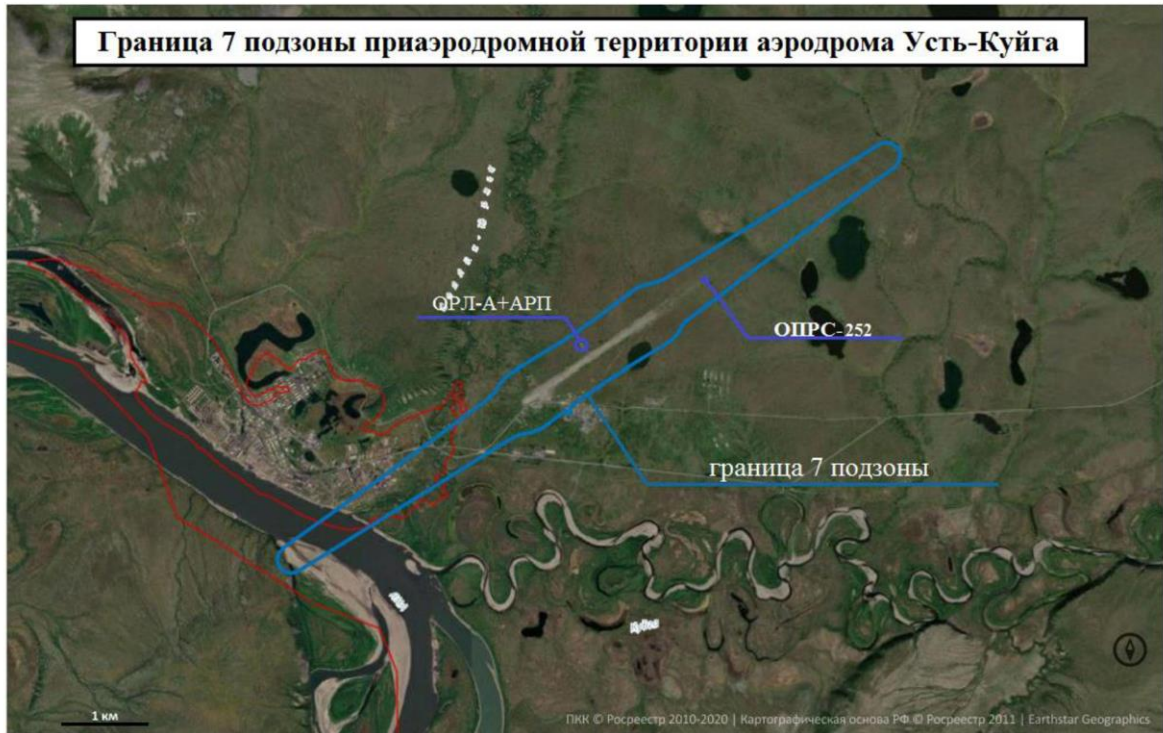 Граница 7 подзоны приаэродромной территории аэродрома Усть-Куйга
ОРЛ-А+АРП
ОПРС-252
граница 7 подзоны
Куйга
1 км
ПКК © Росреестр 2010-2020 | Картографическая основа РФ © Росреестр 2011 | Earthstar Geographics